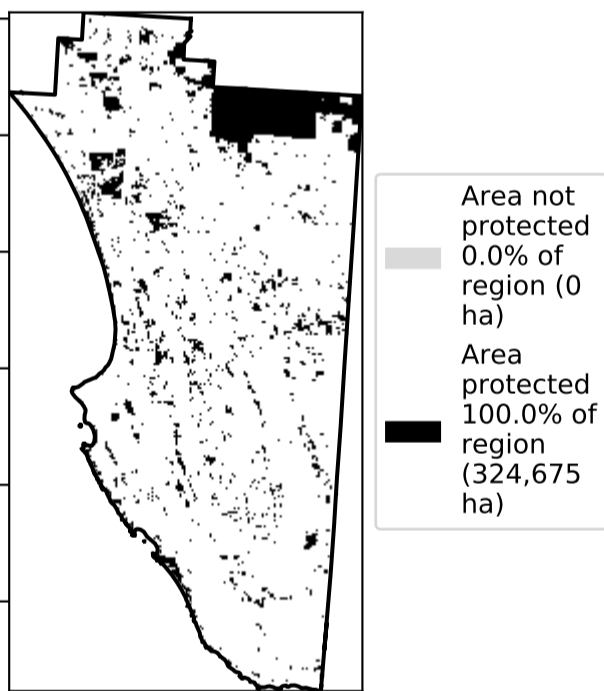 Area not
protected
0.0% of
region (0
ha)
Area
protected
100.0% of
region
(324,675
ha)